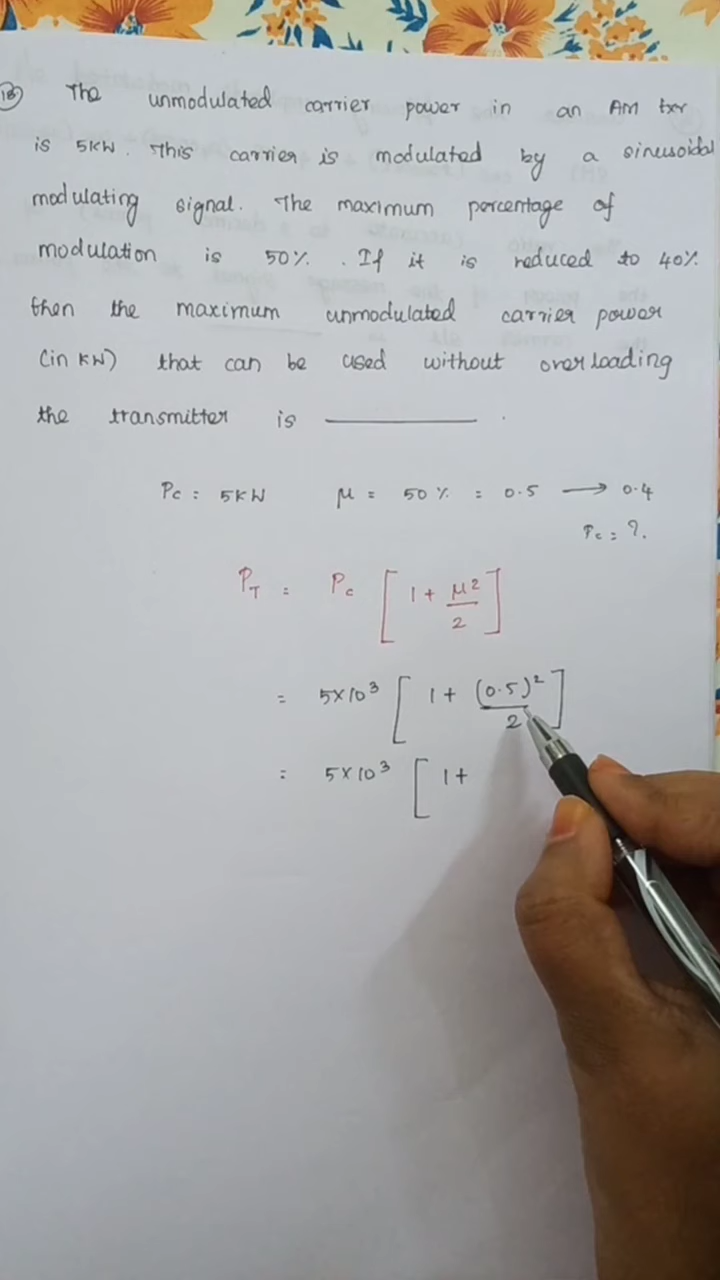 18) The unmodulated carrier power in an AM txr
is 5KW. This carrier is modulated by a sinusoidal
modulating signal. The maximum percentage of
modulation is 50%. If it is reduced to 40%
then the maximum unmodulated carrier power
(in KW) that can be used without overloading
the transmitter is ________ .
Pc = 5KW μ = 50% = 0.5 → 0.4
Pc = ?.
P_T = P_c [ 1 + μ²/2 ]
= 5×10³ [ 1 + (0.5)²/2 ]
= 5×10³ [ 1 +